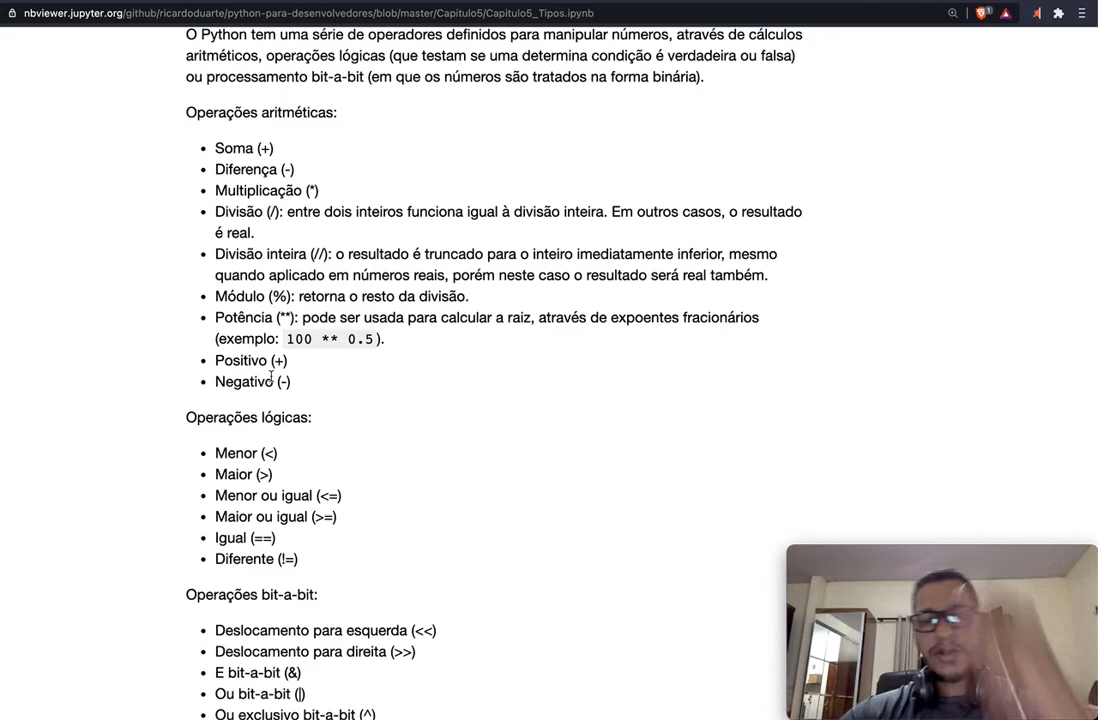 nbviewer.jupyter.org/github/ricardoduarte/python-para-desenvolvedores/blob/master/Capitulo5/Capitulo5_Tipos.ipynb
1
O Python tem uma série de operadores definidos para manipular números, através de cálculos
aritméticos, operações lógicas (que testam se uma determina condição é verdadeira ou falsa)
ou processamento bit-a-bit (em que os números são tratados na forma binária).
Operações aritméticas:
• Soma (+)
• Diferença (-)
• Multiplicação (*)
• Divisão (/): entre dois inteiros funciona igual à divisão inteira. Em outros casos, o resultado
é real.
• Divisão inteira (//): o resultado é truncado para o inteiro imediatamente inferior, mesmo
quando aplicado em números reais, porém neste caso o resultado será real também.
• Módulo (%): retorna o resto da divisão.
• Potência (**): pode ser usada para calcular a raiz, através de expoentes fracionários
(exemplo: 100 ** 0.5).
• Positivo (+)
• Negativo (-)
Operações lógicas:
• Menor (<)
• Maior (>)
• Menor ou igual (<=)
• Maior ou igual (>=)
• Igual (==)
• Diferente (!=)
Operações bit-a-bit:
• Deslocamento para esquerda (<<)
• Deslocamento para direita (>>)
• E bit-a-bit (&)
• Ou bit-a-bit (|)
• Ou exclusivo bit-a-bit (^)